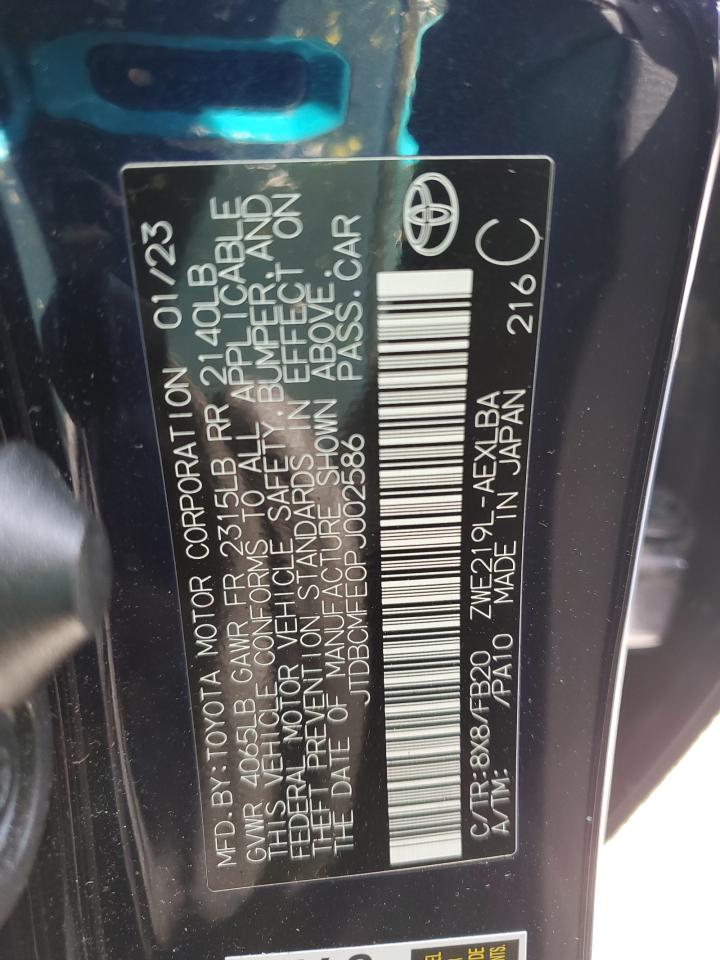 MFD. BY: TOYOTA MOTOR CORPORATION 01/23
GVWR 4065LB GAWR FR 2315LB RR 2140LB
THIS VEHICLE CONFORMS TO ALL APPLICABLE
FEDERAL MOTOR VEHICLE SAFETY, BUMPER, AND
THEFT PREVENTION STANDARDS IN EFFECT ON
THE DATE OF MANUFACTURE SHOWN ABOVE.
JTDBCMFE0PJ002586 PASS. CAR
C/TR: 8X8/FB20 ZWE219L-AEXLBA
A/TM: /PA10 MADE IN JAPAN 216 C